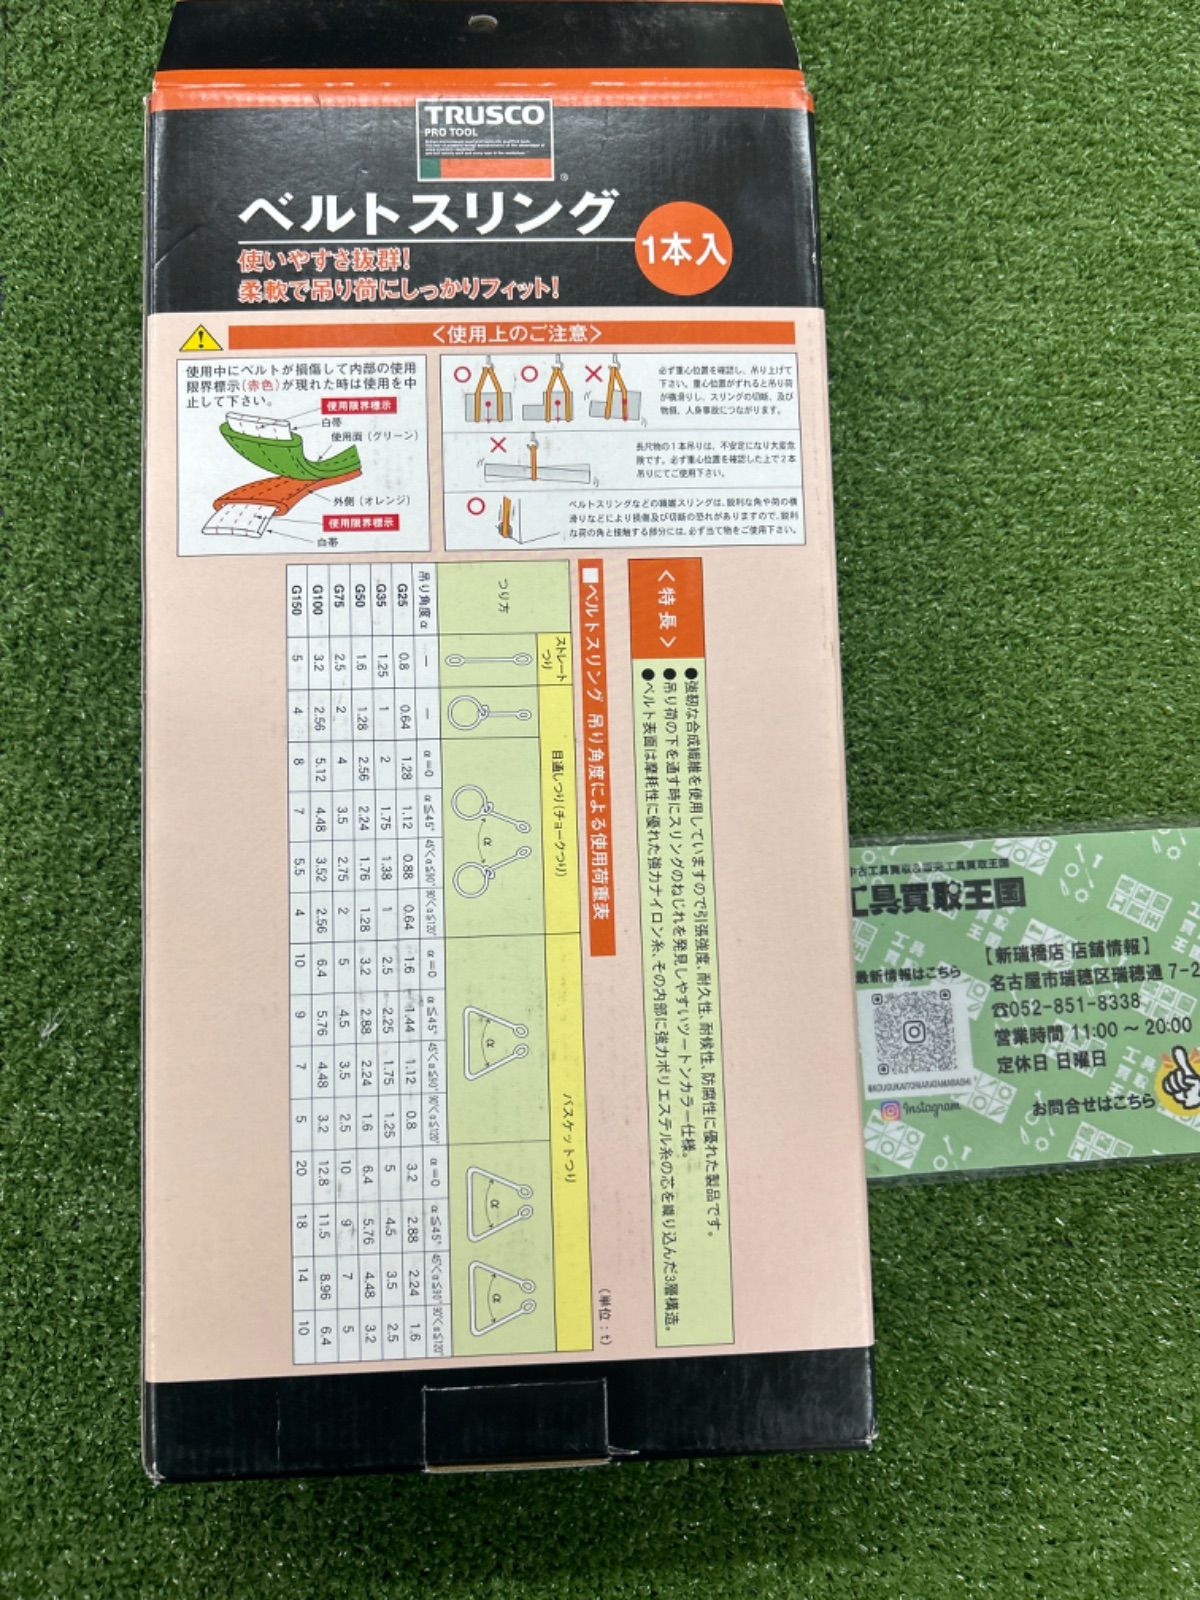 TRUSCO
PRO TOOL
®
ベルトスリング
1本入
使いやすさ抜群!
柔軟で吊り荷にしっかりフィット!
<使用上のご注意>
使用中にベルトが損傷して内部の使用
限界標示(赤色)が現れた時は使用を中
止して下さい。
使用限界標示
白帯
使用面(グリーン)
外側(オレンジ)
使用限界標示
白帯
必ず重心位置を確認し、吊り上げて
下さい。重心位置がずれると吊り荷
が横滑りし、スリングの切断、及び
物損、人身事故につながります。
長尺物の1本吊りは、不安定になり大変危
険です。必ず重心位置を確認した上で2本
吊りにてご使用下さい。
ベルトスリングなどの繊維スリングは、鋭利な角や荷の横
滑りなどにより損傷及び切断の恐れがありますので、鋭利
な荷の角と接触する部分には、必ず当て物をご使用下さい。
<特長>
●強靭な合成繊維を使用していますので引張強度、耐久性、耐候性、防腐性に優れた製品です。
●吊り荷の下を通す時にスリングのねじれを発見しやすいツートンカラー仕様。
●ベルト表面は摩耗性に優れた強力ナイロン糸、その内部に強力ポリエステル糸の芯を織り込んだ3層構造。
■ベルトスリング 吊り角度による使用荷重表
(単位:t)
つり方 ストレートつり 目通しつり(チョークつり) バスケットつり
α α α α
吊り角度α — — α=0 α≦45° 45°<α≦90° 90°<α≦120° α=0 α≦45° 45°<α≦90° 90°<α≦120° α=0 α≦45° 45°<α≦90° 90°<α≦120°
G25 0.8 0.64 1.28 1.12 0.88 0.64 1.6 1.44 1.12 0.8 3.2 2.88 2.24 1.6
G35 1.25 1 2 1.75 1.38 1 2.5 2.25 1.75 1.25 5 4.5 3.5 2.5
G50 1.6 1.28 2.56 2.24 1.76 1.28 3.2 2.88 2.24 1.6 6.4 5.76 4.48 3.2
G75 2.5 2 4 3.5 2.75 2 5 4.5 3.5 2.5 10 9 7 5
G100 3.2 2.56 5.12 4.48 3.52 2.56 6.4 5.76 4.48 3.2 12.8 11.5 8.96 6.4
G150 5 4 8 7 5.5 4 10 9 7 5 20 18 14 10
中古工具買取&販売工具買取王国
工具買取王国
【新瑞橋店 店舗情報】
名古屋市瑞穂区瑞穂通7-2
☎052-851-8338
営業時間 11:00~20:00
定休日 日曜日
最新情報はこちら
Instagram
お問合せはこちら